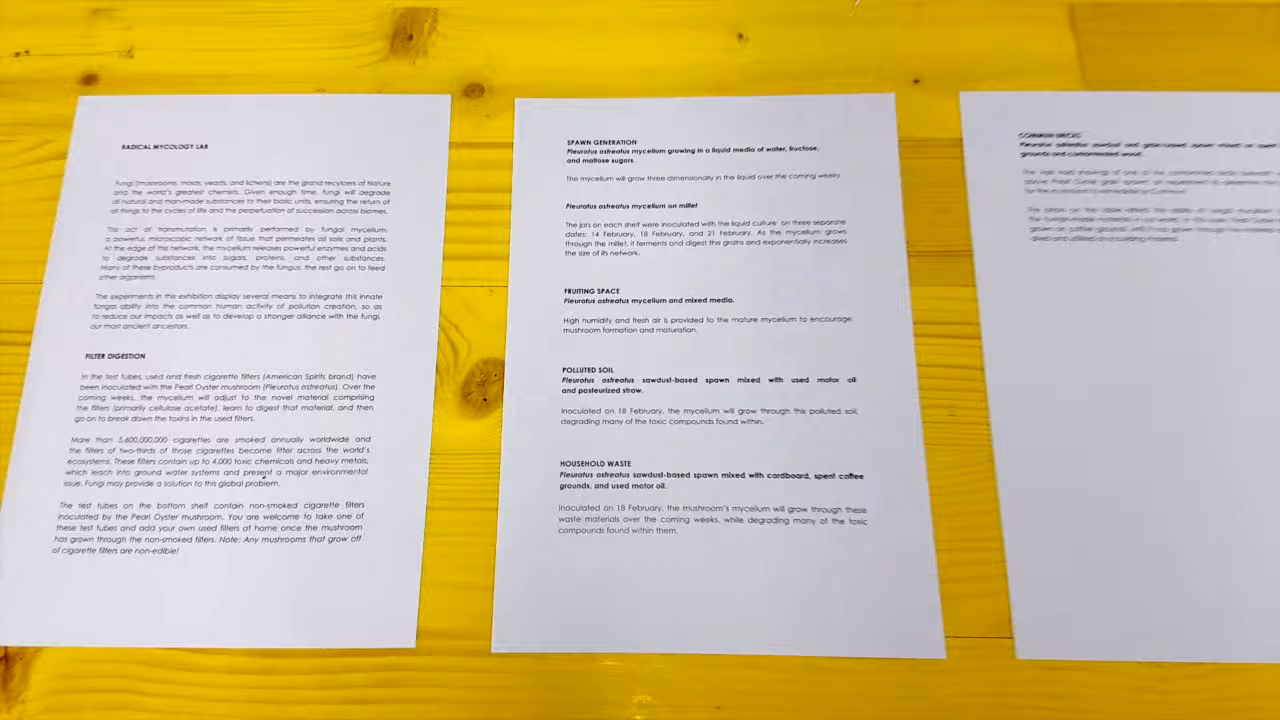 RADICAL MYCOLOGY LAB
Fungi (mushrooms, molds, yeasts, and lichens) are the grand recyclers of Nature
and the world's greatest chemists. Given enough time, fungi will degrade
all natural and man-made substances to their basic units, ensuring the return of
all things to the cycles of life and the perpetuation of succession across biomes.
The act of transmutation is primarily performed by fungal mycelium:
a powerful microscopic network of tissue that permeates all soils and plants.
At the edge of this network, the mycelium releases powerful enzymes and acids
to degrade substances into sugars, proteins, and other substances.
Many of these byproducts are consumed by the fungus, the rest go on to feed
other organisms.
The experiments in this exhibition display several means to integrate this innate
fungal ability into the common human activity of pollution creation, so as
to reduce our impacts as well as to develop a stronger alliance with the fungi,
our most ancient ancestors.
FILTER DIGESTION
In the test tubes, used and fresh cigarette filters (American Spirits brand) have
been inoculated with the Pearl Oyster mushroom (Pleurotus ostreatus). Over the
coming weeks, the mycelium will adjust to the novel material comprising
the filters (primarily cellulose acetate), learn to digest that material, and then
go on to break down the toxins in the used filters.
More than 5,600,000,000 cigarettes are smoked annually worldwide and
the filters of two-thirds of those cigarettes become litter across the world's
ecosystems. These filters contain up to 4,000 toxic chemicals and heavy metals,
which leach into ground water systems and present a major environmental
issue. Fungi may provide a solution to this global problem.
The test tubes on the bottom shelf contain non-smoked cigarette filters
inoculated by the Pearl Oyster mushroom. You are welcome to take one of
these test tubes and add your own used filters at home once the mushroom
has grown through the non-smoked filters. Note: Any mushrooms that grow off
of cigarette filters are non-edible!
SPAWN GENERATION
Pleurotus ostreatus mycelium growing in a liquid media of water, fructose,
and maltose sugars.
The mycelium will grow three dimensionally in the liquid over the coming weeks
Pleurotus ostreatus mycelium on millet
The jars on each shelf were inoculated with the liquid culture on three separate
dates: 14 February, 18 February, and 21 February. As the mycelium grows
through the millet, it ferments and digest the grains and exponentially increases
the size of its network.
FRUITING SPACE
Pleurotus ostreatus mycelium and mixed media.
High humidity and fresh air is provided to the mature mycelium to encourage
mushroom formation and maturation.
POLLUTED SOIL
Pleurotus ostreatus sawdust-based spawn mixed with used motor oil
and pasteurized straw.
Inoculated on 18 February, the mycelium will grow through this polluted soil,
degrading many of the toxic compounds found within.
HOUSEHOLD WASTE
Pleurotus ostreatus sawdust-based spawn mixed with cardboard, spent coffee
grounds, and used motor oil.
Inoculated on 18 February, the mushroom's mycelium will grow through these
waste materials over the coming weeks, while degrading many of the toxic
compounds found within them.
Pleurotus ostreatus sawdust and grain-based spawn mixed
grounds and contaminated wood.